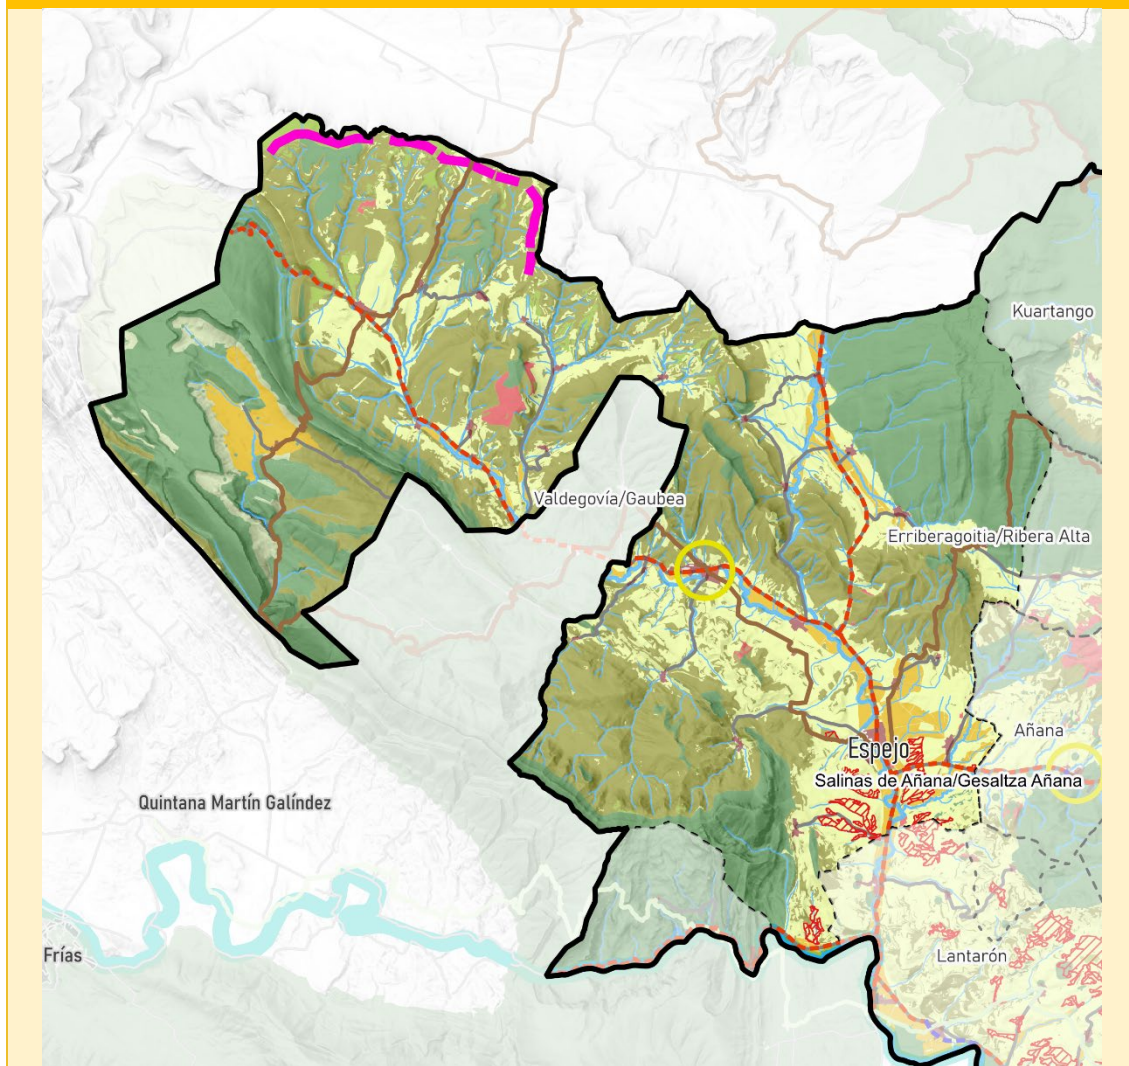 Kuartango
Valdegovía/Gaubea
Erriberagoitia/Ribera Alta
Añana
Espejo
Salinas de Añana/Gesaltza Añana
Quintana Martín Galíndez
Frías
Lantarón